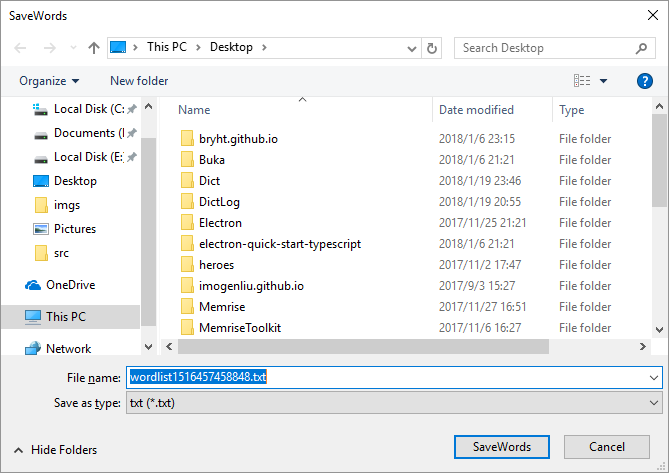 SaveWords
This PC > Desktop >
Search Desktop
Organize
New folder
?
Local Disk (C:
Documents (
Local Disk (E:
Desktop
imgs
Pictures
src
OneDrive
This PC
Network
Name Date modified Type
bryht.github.io 2018/1/6 23:15 File folder
Buka 2018/1/6 21:21 File folder
Dict 2018/1/19 23:46 File folder
DictLog 2018/1/19 20:55 File folder
Electron 2017/11/25 21:21 File folder
electron-quick-start-typescript 2018/1/6 21:21 File folder
heroes 2017/11/2 17:47 File folder
imogenliu.github.io 2017/9/3 15:27 File folder
Memrise 2017/11/27 16:51 File folder
MemriseToolkit 2017/11/6 16:27 File folder
File name: wordlist1516457458848.txt
Save as type: txt (*.txt)
Hide Folders
SaveWords
Cancel